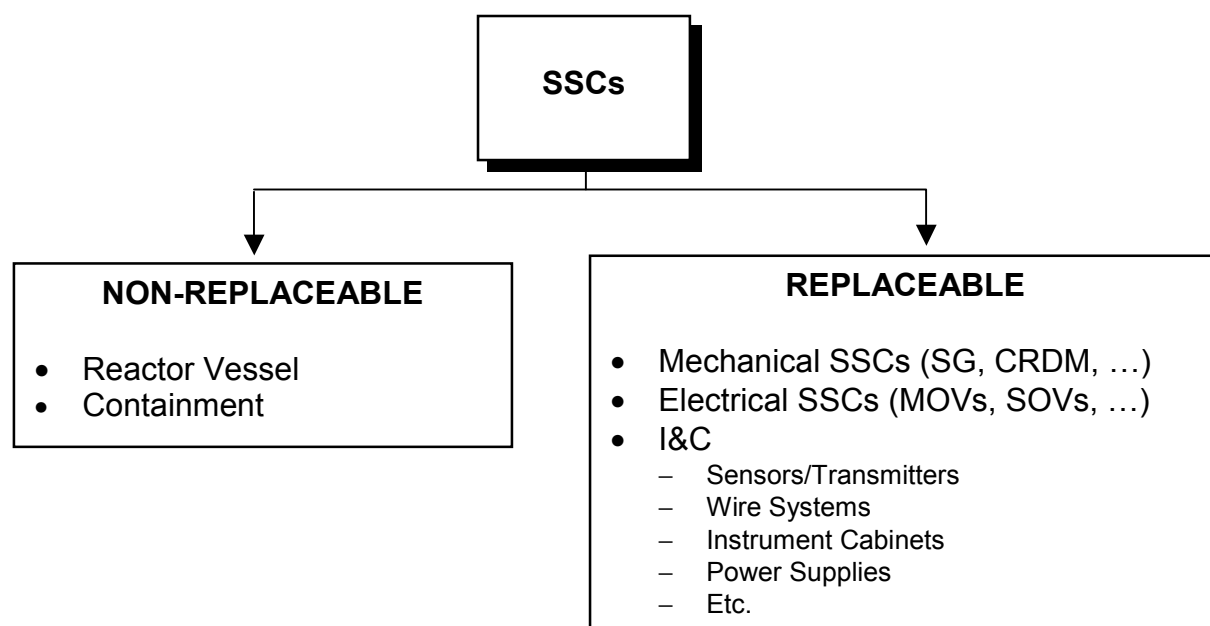 SSCs
NON-REPLACEABLE
• Reactor Vessel
• Containment
REPLACEABLE
• Mechanical SSCs (SG, CRDM, …)
• Electrical SSCs (MOVs, SOVs, …)
• I&C
– Sensors/Transmitters
– Wire Systems
– Instrument Cabinets
– Power Supplies
– Etc.